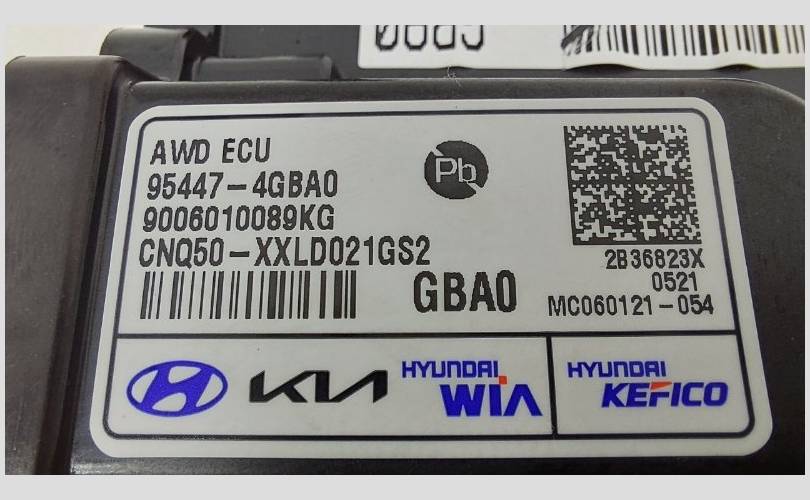 AWD ECU
95447-4GBA0
9006010089KG
CNQ50-XXLD021GS2
GBA0
Pb
2B36823X
0521
MC060121-054
KIA
HYUNDAI
WIA
HYUNDAI
KEFICO